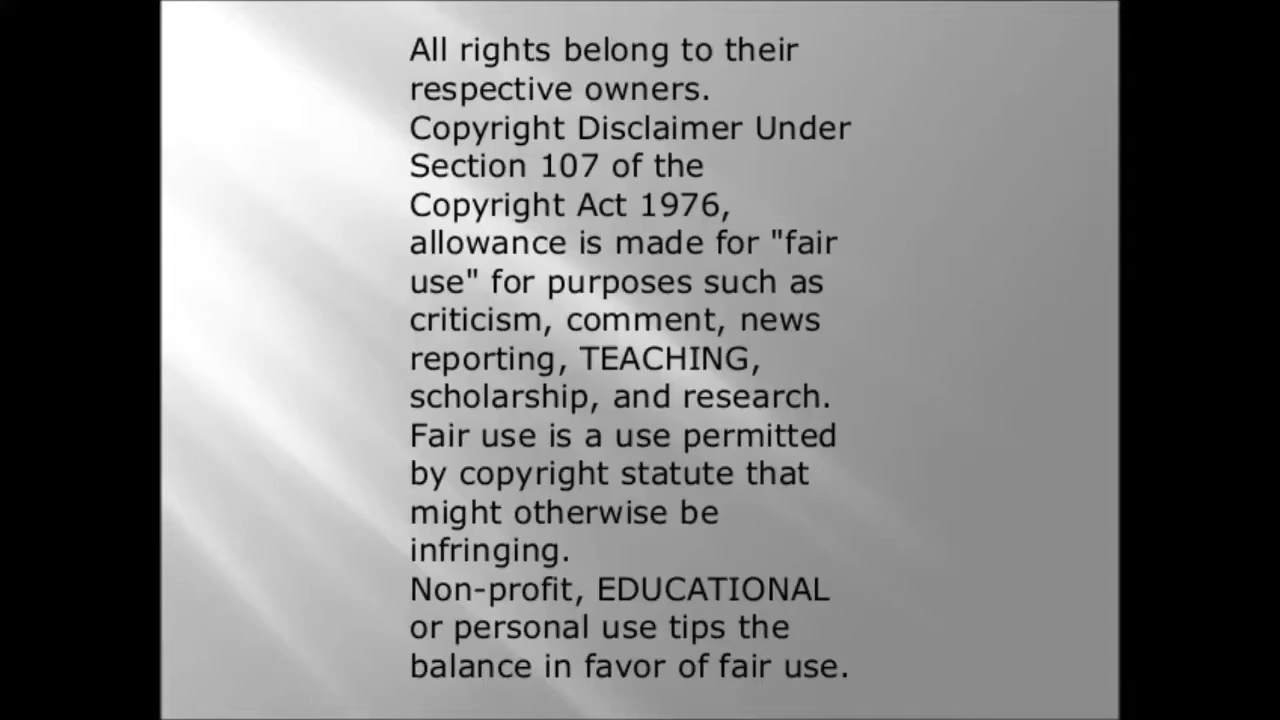 All rights belong to their
respective owners.
Copyright Disclaimer Under
Section 107 of the
Copyright Act 1976,
allowance is made for "fair
use" for purposes such as
criticism, comment, news
reporting, TEACHING,
scholarship, and research.
Fair use is a use permitted
by copyright statute that
might otherwise be
infringing.
Non-profit, EDUCATIONAL
or personal use tips the
balance in favor of fair use.